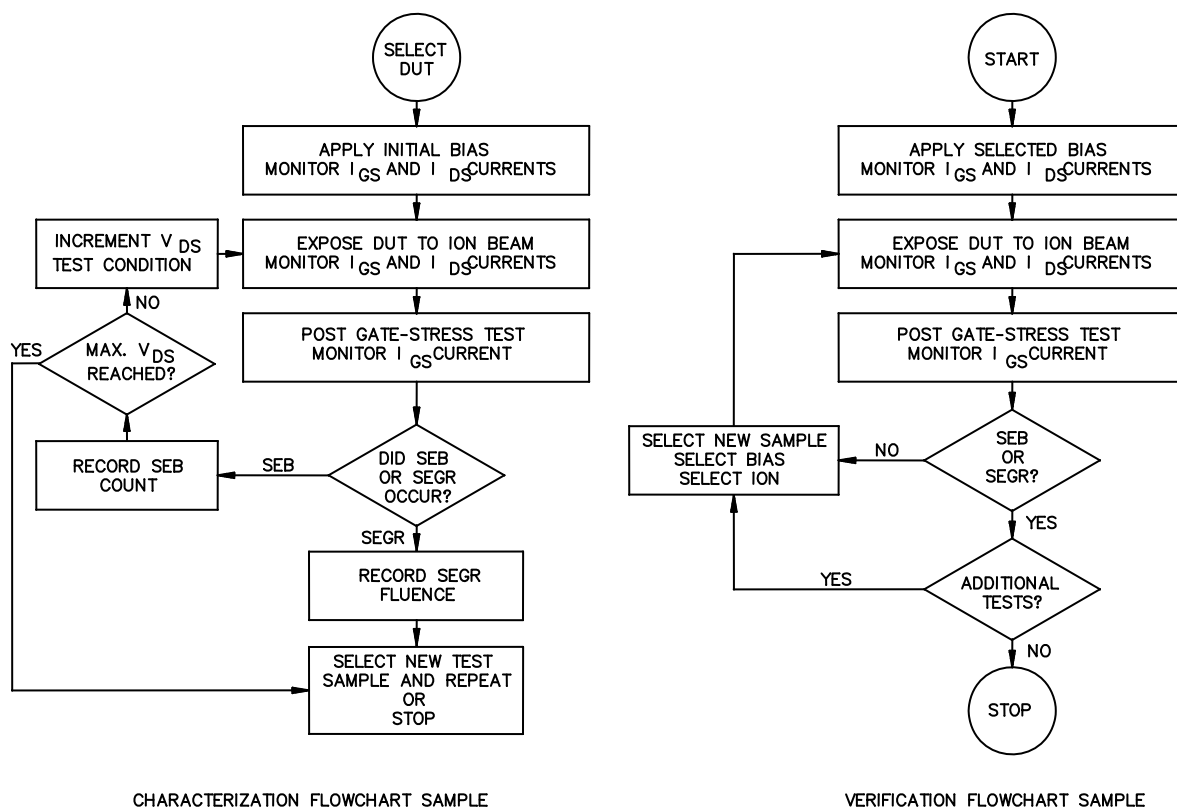 SELECT
DUT
APPLY INITIAL BIAS
MONITOR I GS AND I DS CURRENTS
EXPOSE DUT TO ION BEAM
MONITOR I GS AND I DS CURRENTS
INCREMENT V DS
TEST CONDITION
POST GATE-STRESS TEST
MONITOR I GS CURRENT
NO
YES
MAX. V DS
REACHED?
RECORD SEB
COUNT
SEB
DID SEB
OR SEGR
OCCUR?
SEGR
RECORD SEGR
FLUENCE
SELECT NEW TEST
SAMPLE AND REPEAT
OR
STOP
CHARACTERIZATION FLOWCHART SAMPLE
START
APPLY SELECTED BIAS
MONITOR I GS AND I DS CURRENTS
EXPOSE DUT TO ION BEAM
MONITOR I GS AND I DS CURRENTS
POST GATE-STRESS TEST
MONITOR I GS CURRENT
SELECT NEW SAMPLE
SELECT BIAS
SELECT ION
NO
SEB
OR
SEGR?
YES
YES
ADDITIONAL
TESTS?
NO
STOP
VERIFICATION FLOWCHART SAMPLE